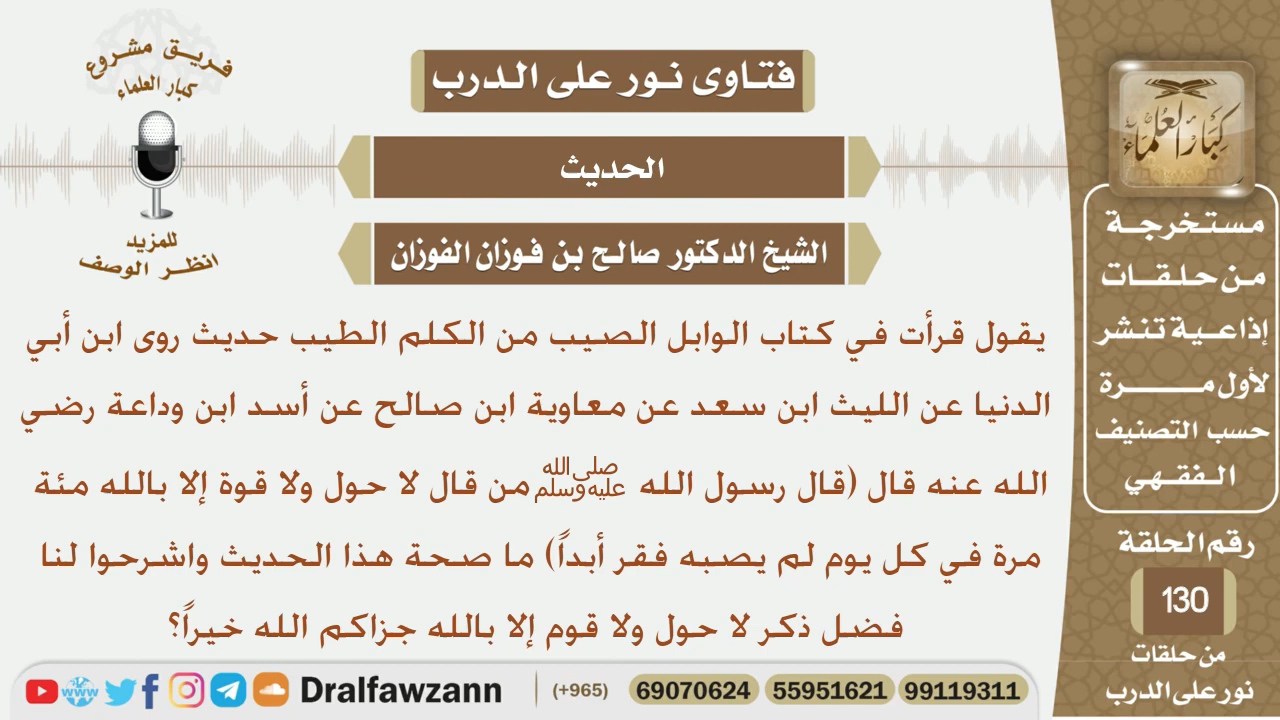 فريق مشروع
كبار العلماء
للمزيد
انظر الوصف
فتاوى نور على الدرب
الحديث
الشيخ الدكتور صالح بن فوزان الفوزان
يقول قرأت في كتاب الوابل الصيب من الكلم الطيب حديث روى ابن أبي
الدنيا عن الليث ابن سعد عن معاوية ابن صالح عن أسد ابن وداعة رضي
الله عنه قال (قال رسول الله ﷺ من قال لا حول ولا قوة إلا بالله مئة
مرة في كل يوم لم يصبه فقر أبداً) ما صحة هذا الحديث واشرحوا لنا
فضل ذكر لا حول ولا قوم إلا بالله جزاكم الله خيراً؟
كبار العلماء
مستخرجة
من حلقات
إذاعية تنشر
لأول مرة
حسب التصنيف
الفقهي
رقم الحلقة
130
من حلقات
نور على الدرب
www Dralfawzann (+965) 69070624 55951621 99119311